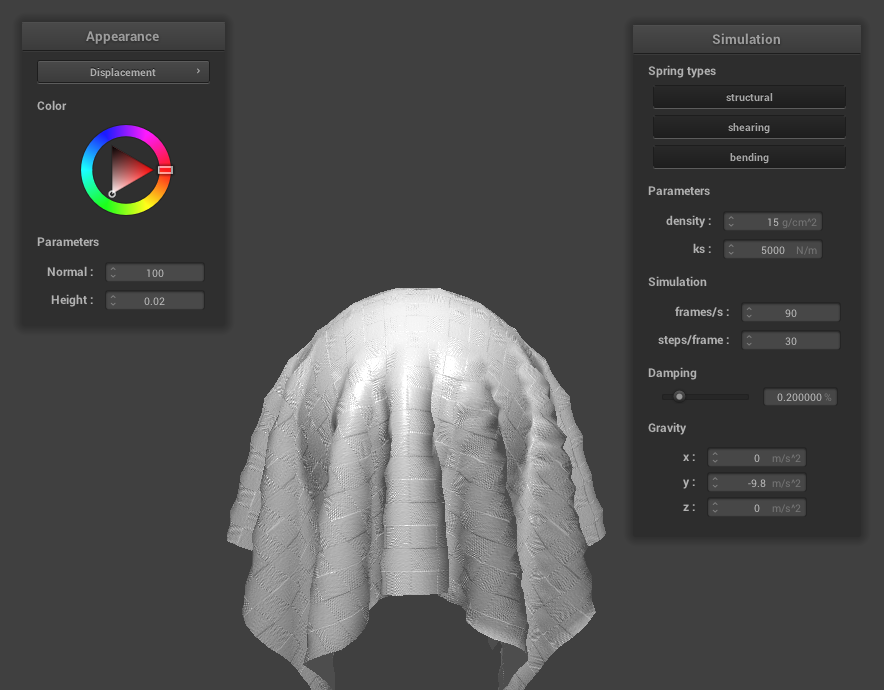 Appearance
Displacement
Color
Parameters
Normal : 100
Height : 0.02
Simulation
Spring types
structural
shearing
bending
Parameters
density : 15 g/cm^2
ks : 5000 N/m
Simulation
frames/s : 90
steps/frame : 30
Damping
0.200000 %
Gravity
x : 0 m/s^2
y : -9.8 m/s^2
z : 0 m/s^2